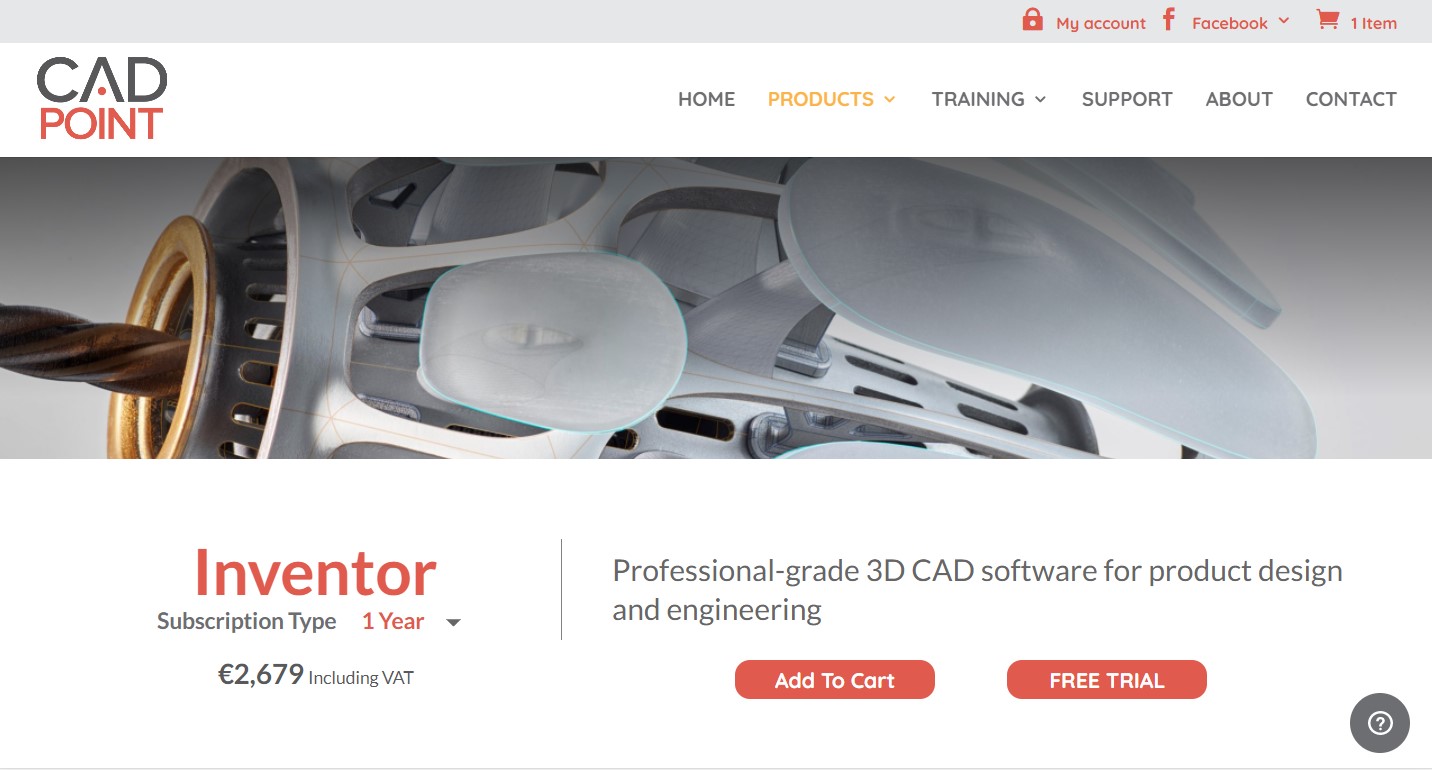 My account
Facebook
1 Item
CAD
POINT
HOME
PRODUCTS
TRAINING
SUPPORT
ABOUT
CONTACT
Inventor
Subscription Type 1 Year
€2,679 Including VAT
Professional-grade 3D CAD software for product design
and engineering
Add To Cart
FREE TRIAL